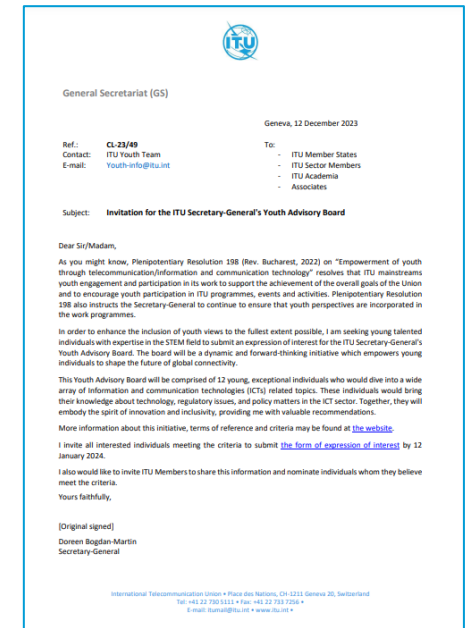 ITU
General Secretariat (GS)
Geneva, 12 December 2023
Ref.: CL-23/49
Contact: ITU Youth Team
E-mail: Youth-info@itu.int
To:
- ITU Member States
- ITU Sector Members
- ITU Academia
- Associates
Subject: Invitation for the ITU Secretary-General's Youth Advisory Board
Dear Sir/Madam,
As you might know, Plenipotentiary Resolution 198 (Rev. Bucharest, 2022) on "Empowerment of youth
through telecommunication/information and communication technology" resolves that ITU mainstreams
youth engagement and participation in its work to support the achievement of the overall goals of the Union
and to encourage youth participation in ITU programmes, events and activities. Plenipotentiary Resolution
198 also instructs the Secretary-General to continue to ensure that youth perspectives are incorporated in
the work programmes.
In order to enhance the inclusion of youth views to the fullest extent possible, I am seeking young talented
individuals with expertise in the STEM field to submit an expression of interest for the ITU Secretary-General's
Youth Advisory Board. The board will be a dynamic and forward-thinking initiative which empowers young
individuals to shape the future of global connectivity.
This Youth Advisory Board will be comprised of 12 young, exceptional individuals who would dive into a wide
array of Information and communication technologies (ICTs) related topics. These individuals would bring
their knowledge about technology, regulatory issues, and policy matters in the ICT sector. Together, they will
embody the spirit of innovation and inclusivity, providing me with valuable recommendations.
More information about this initiative, terms of reference and criteria may be found at the website.
I invite all interested individuals meeting the criteria to submit the form of expression of interest by 12
January 2024.
I also would like to invite ITU Members to share this information and nominate individuals whom they believe
meet the criteria.
Yours faithfully,
[Original signed]
Doreen Bogdan-Martin
Secretary-General
International Telecommunication Union • Place des Nations, CH-1211 Geneva 20, Switzerland
Tel: +41 22 730 5111 • Fax: +41 22 733 7256 •
E-mail: itumail@itu.int • www.itu.int •